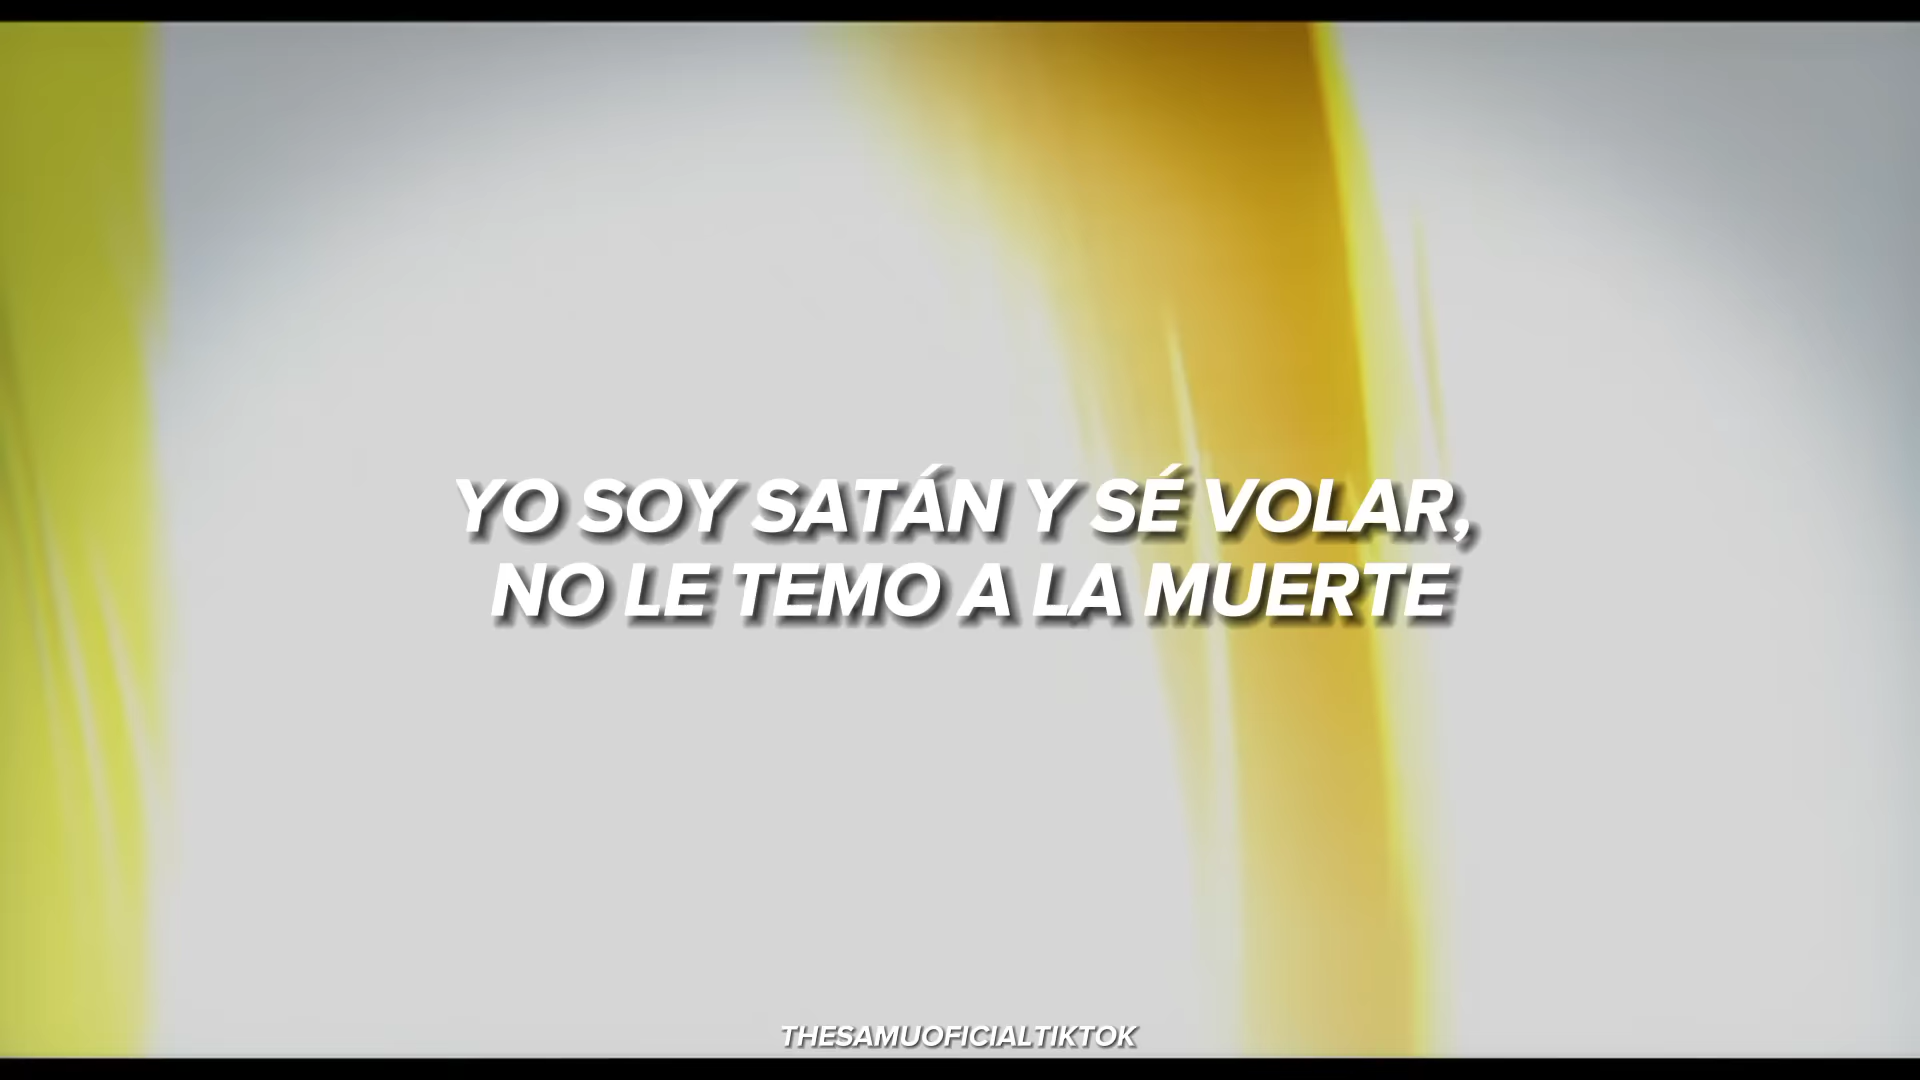 YO SOY SATÁN Y SÉ VOLAR,
NO LE TEMO A LA MUERTE
THESAMUOFICIALTIKTOK